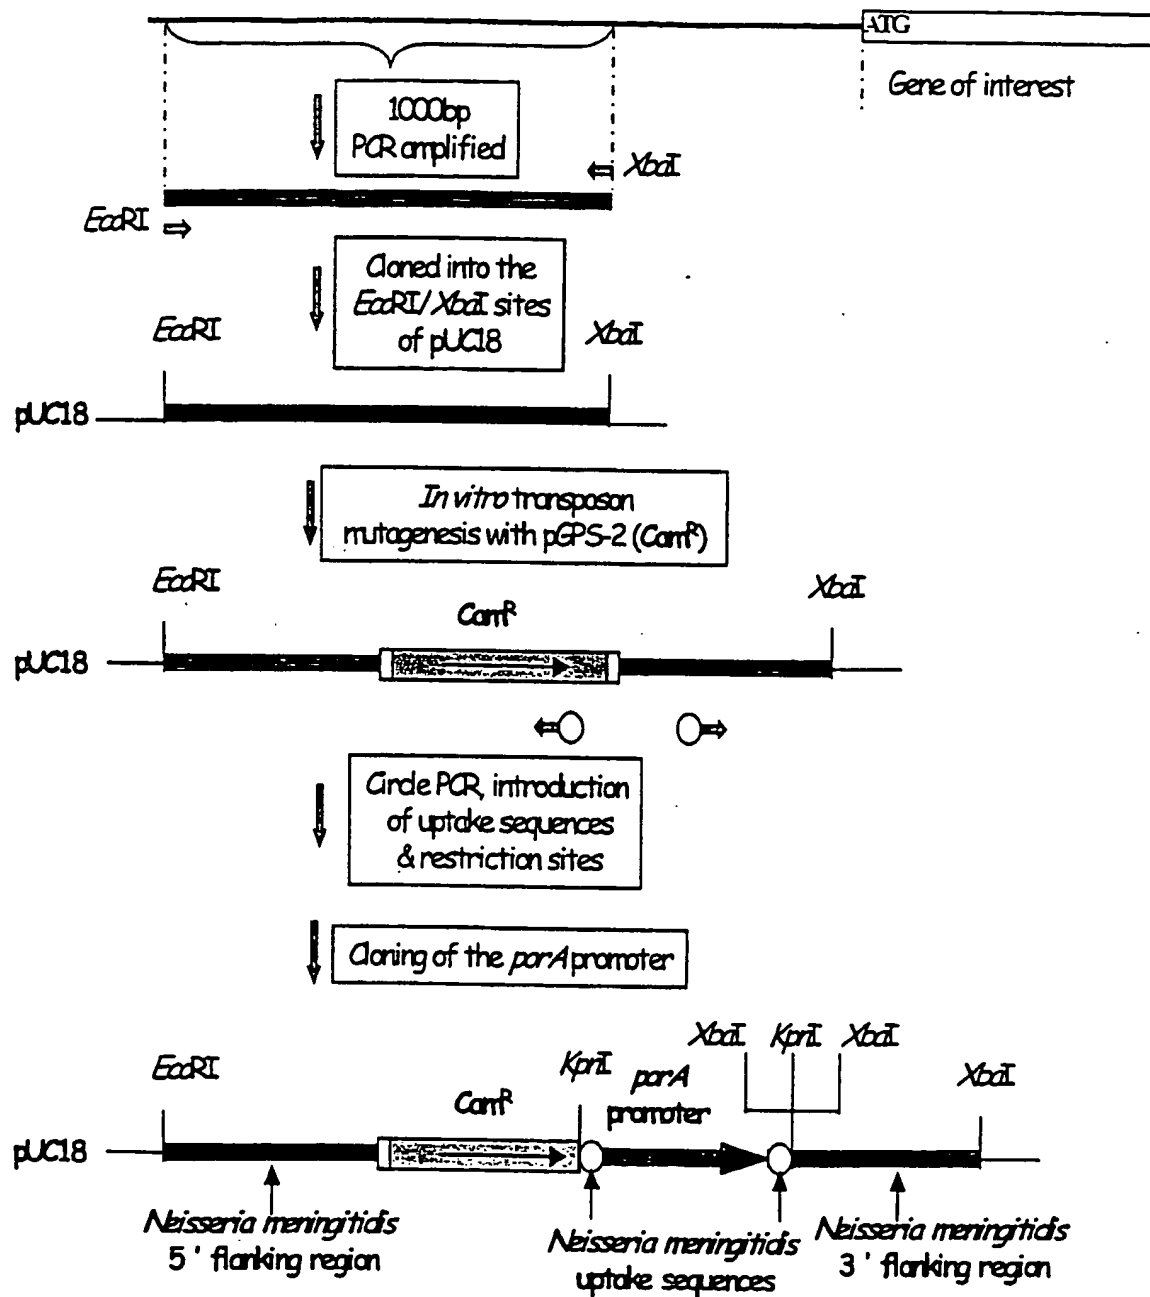 ATG
Gene of interest
1000bp
PCR amplified
XbaI
EcoRI
Cloned into the
EcoRI/XbaI sites
of pUC18
EcoRI
XbaI
pUC18
In vitro transposon
mutagenesis with pGPS-2 (CamR)
EcoRI
CamR
XbaI
pUC18
Circle PCR, introduction
of uptake sequences
& restriction sites
Cloning of the porA promoter
EcoRI
CamR
KpnI
XbaI
KpnI
XbaI
porA
promoter
XbaI
pUC18
Neisseria meningitidis
5 ' flanking region
Neisseria meningitidis
uptake sequences
Neisseria meningitidis
3 ' flanking region